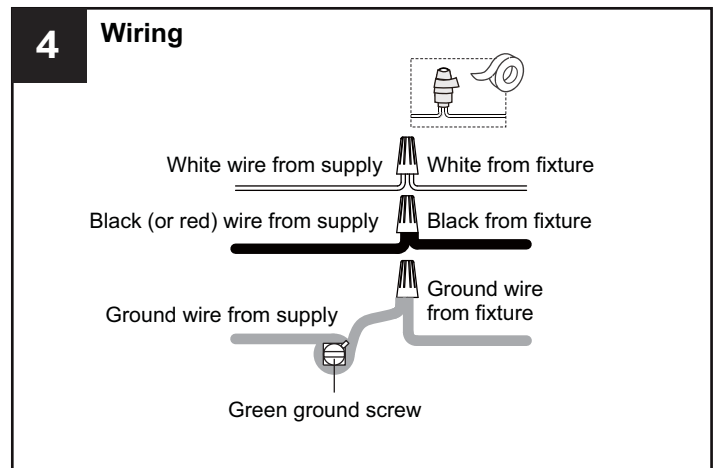 4
Wiring
White wire from supply
White from fixture
Black (or red) wire from supply
Black from fixture
Ground wire from supply
Ground wire
from fixture
Green ground screw